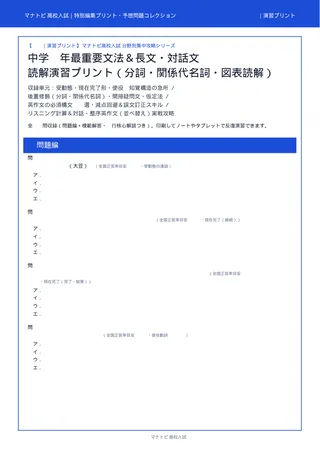 マナトビ 高校入試｜特別編集プリント・予想問題コレクション ｜演習プリント
【 ｜演習プリント】マナトビ高校入試 分野別集中攻略シリーズ
中学 年最重要文法＆長文・対話文
読解演習プリント（分詞・関係代名詞・図表読解）
収録単元：受動態・現在完了形・使役 知覚構造の急所 /
後置修飾（分詞・関係代名詞）・間接疑問文・仮定法 /
英作文の必須構文 選・減点回避＆誤文訂正スキル /
リスニング計算＆対話・整序英作文（並べ替え）実戦攻略
全 問収録（問題編＋模範解答・ 行核心解説つき）。印刷してノートやタブレットで反復演習できます。
問題編
問
（大豆）（全国正答率目安 ・受動態の進級）
ア．
イ．
ウ．
エ．
問
（全国正答率目安 ・現在完了（継続））
ア．
イ．
ウ．
エ．
問
（全国正答率目安
・現在完了（完了・結果））
ア．
イ．
ウ．
エ．
問
（全国正答率目安 ・使役動詞 ）
ア．
イ．
ウ．
エ．
マナトビ 高校入試